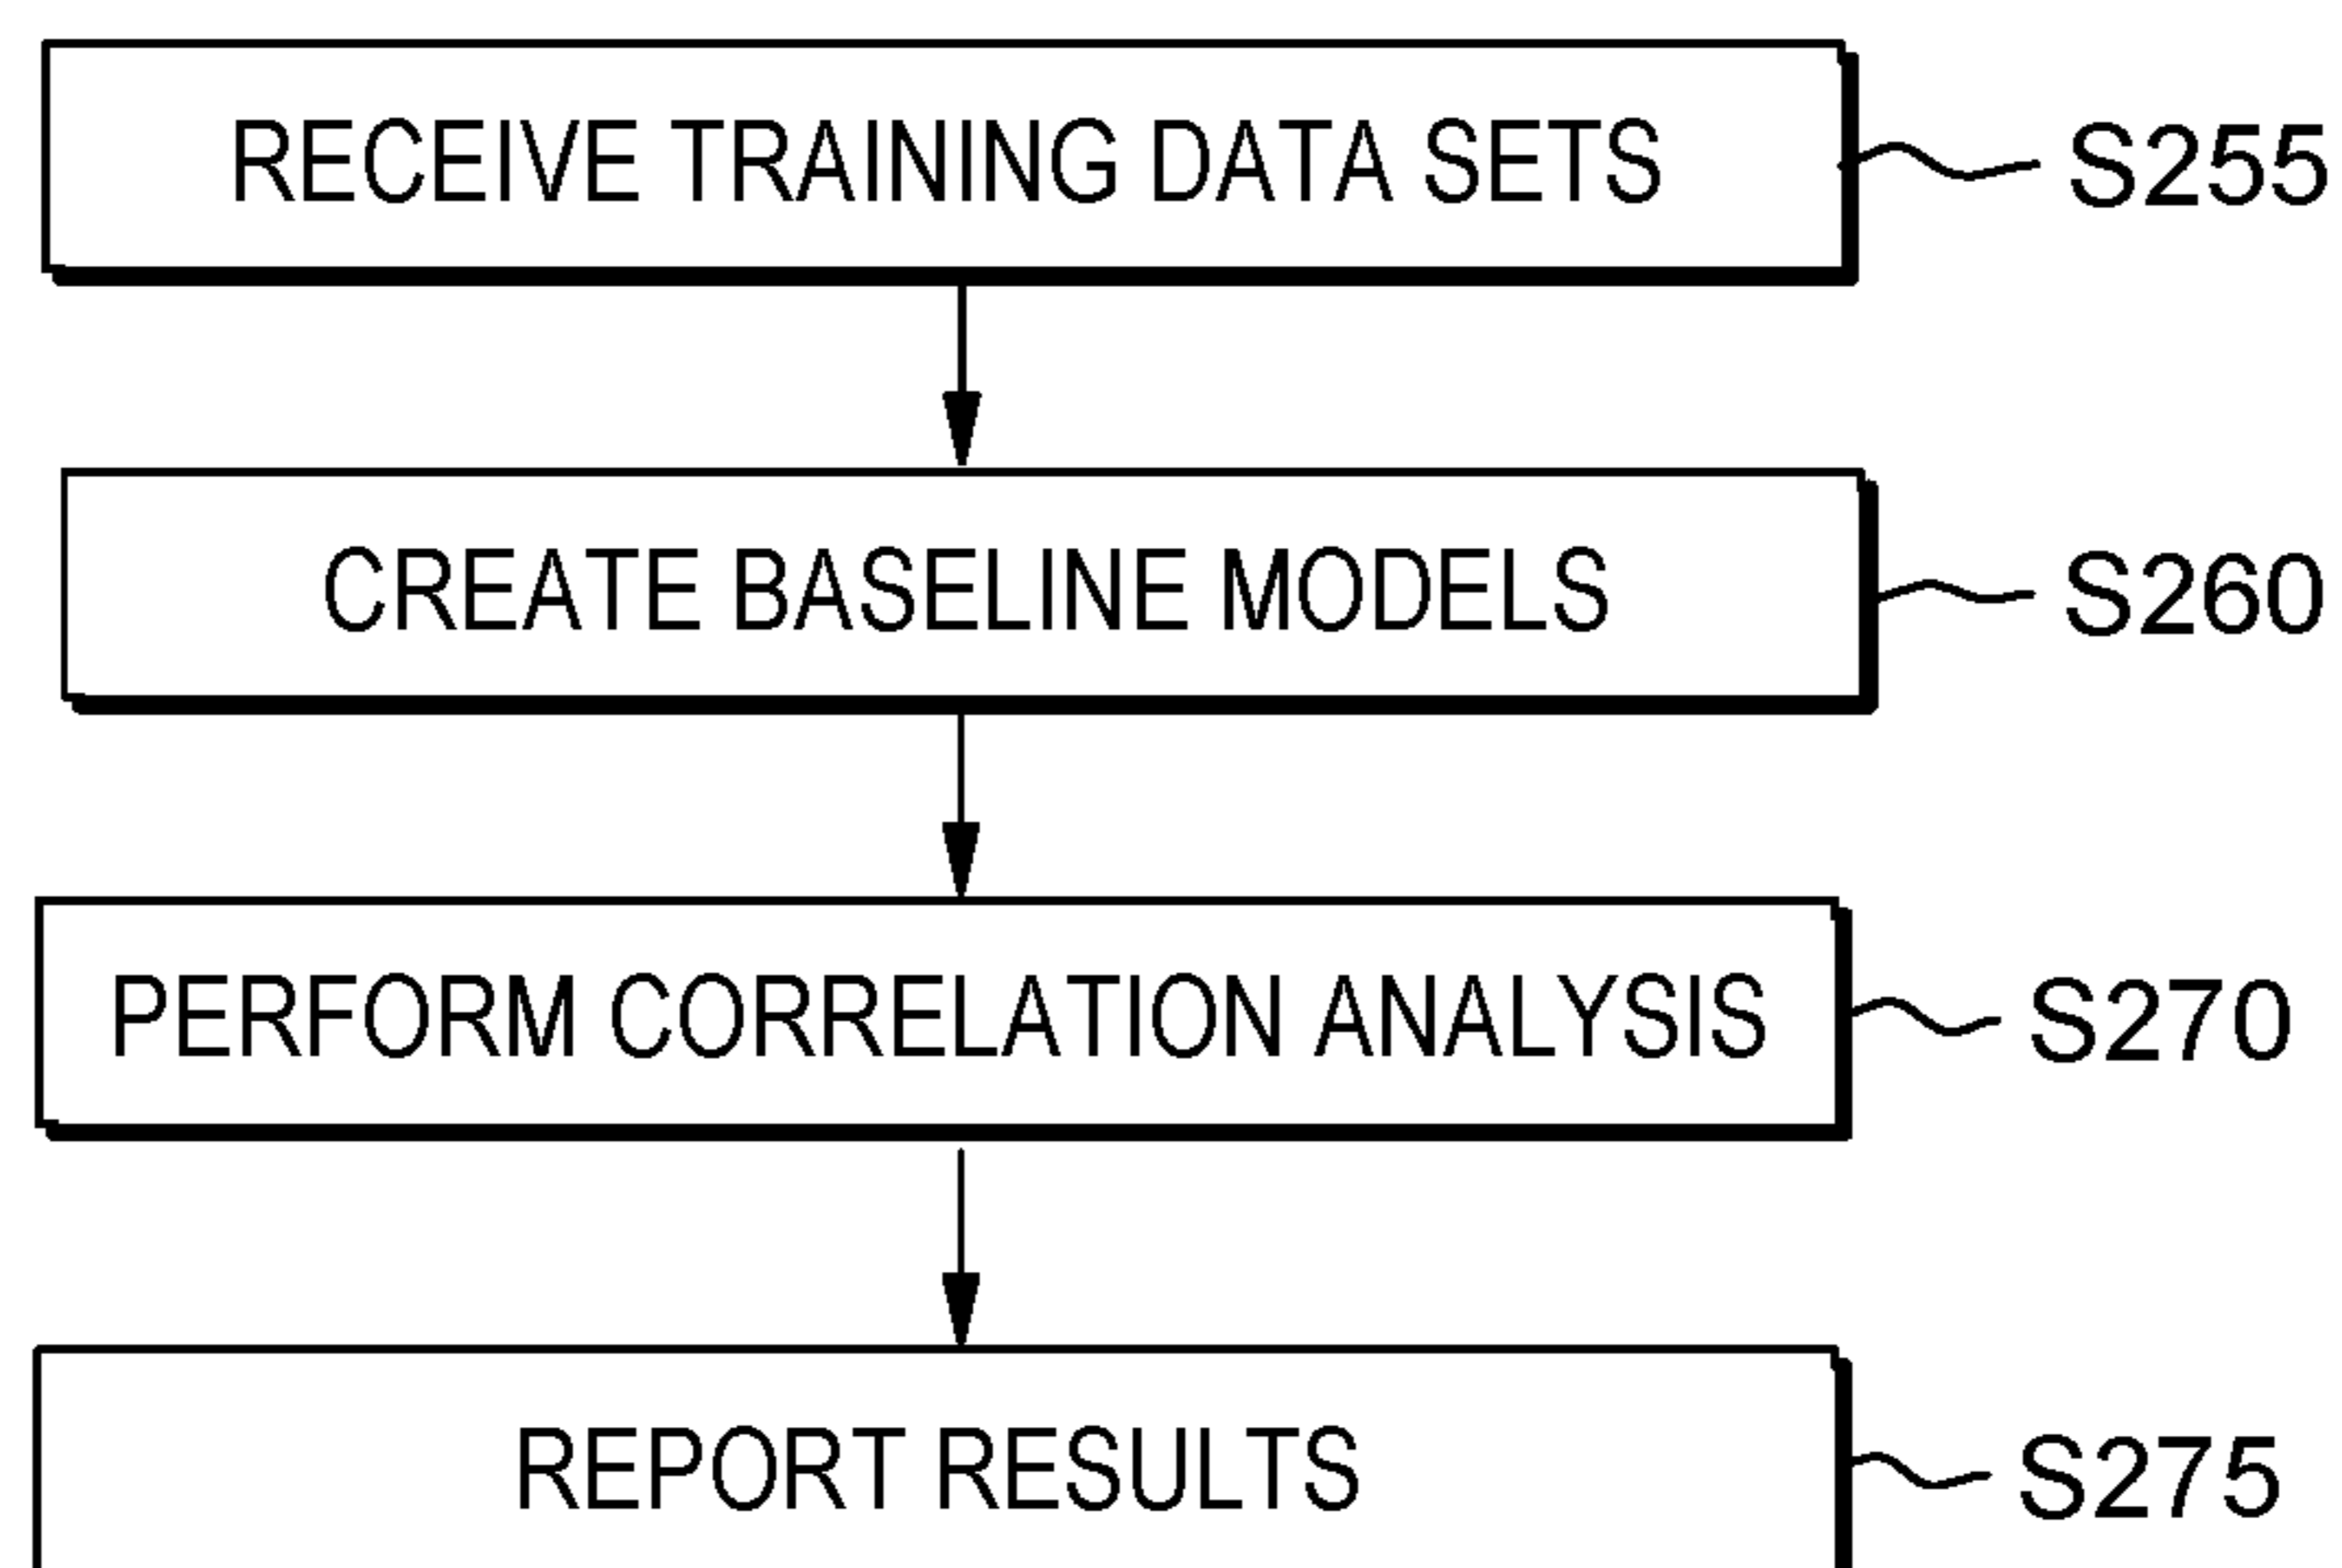 RECEIVE TRAINING DATA SETS S255
CREATE BASELINE MODELS S260
PERFORM CORRELATION ANALYSIS S270
REPORT RESULTS S275